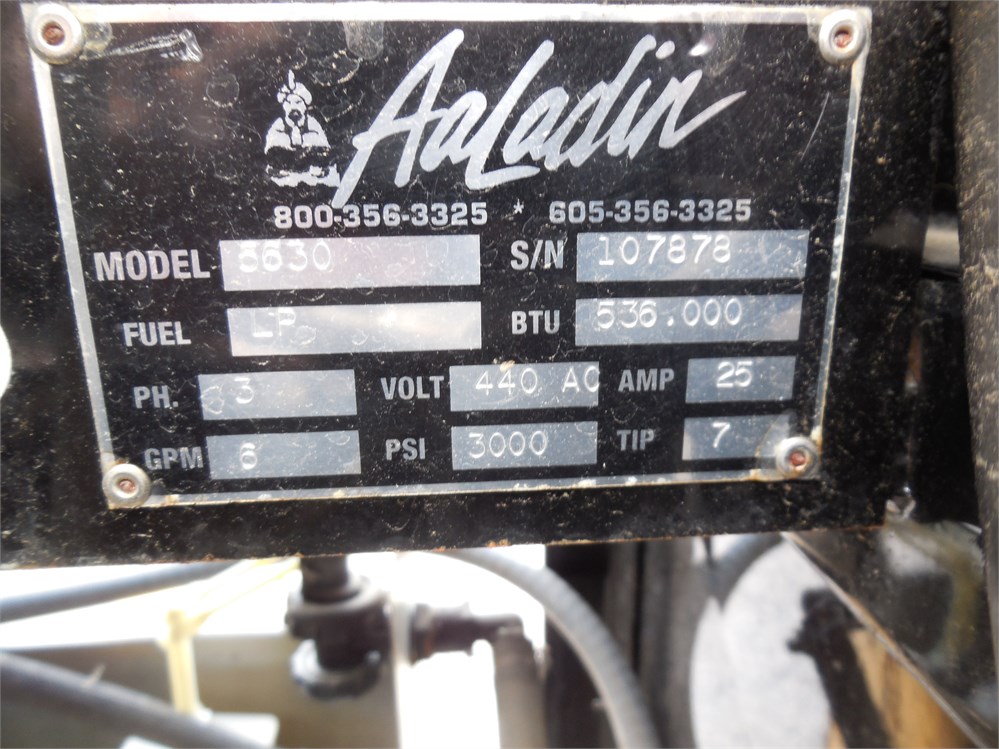 AaLadin
800-356-3325 * 605-356-3325
MODEL 5630 S/N 107878
FUEL LP BTU 536.000
PH. 3 VOLT 440 AC AMP 25
GPM 6 PSI 3000 TIP 7